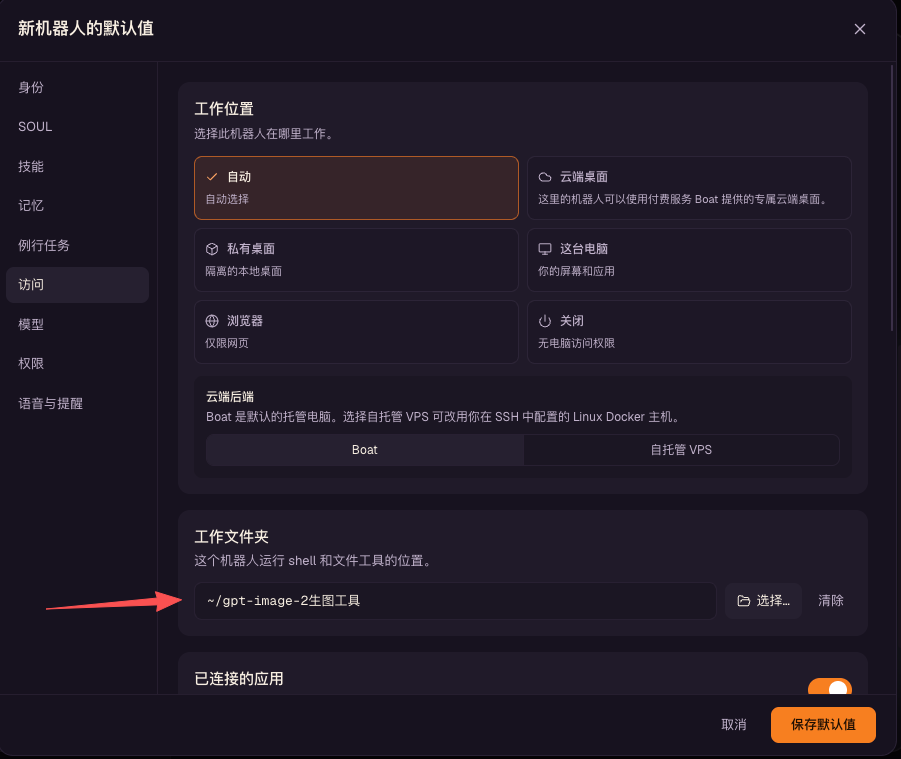 新机器人的默认值
身份
SOUL
技能
记忆
例行任务
访问
模型
权限
语音与提醒
工作位置
选择此机器人在哪里工作。
自动
自动选择
云端桌面
这里的机器人可以使用付费服务 Boat 提供的专属云端桌面。
私有桌面
隔离的本地桌面
这台电脑
你的屏幕和应用
浏览器
仅限网页
关闭
无电脑访问权限
云端后端
Boat 是默认的托管电脑。选择自托管 VPS 可改用你在 SSH 中配置的 Linux Docker 主机。
Boat
自托管 VPS
工作文件夹
这个机器人运行 shell 和文件工具的位置。
~/gpt-image-2生图工具
选择…
清除
已连接的应用
取消
保存默认值